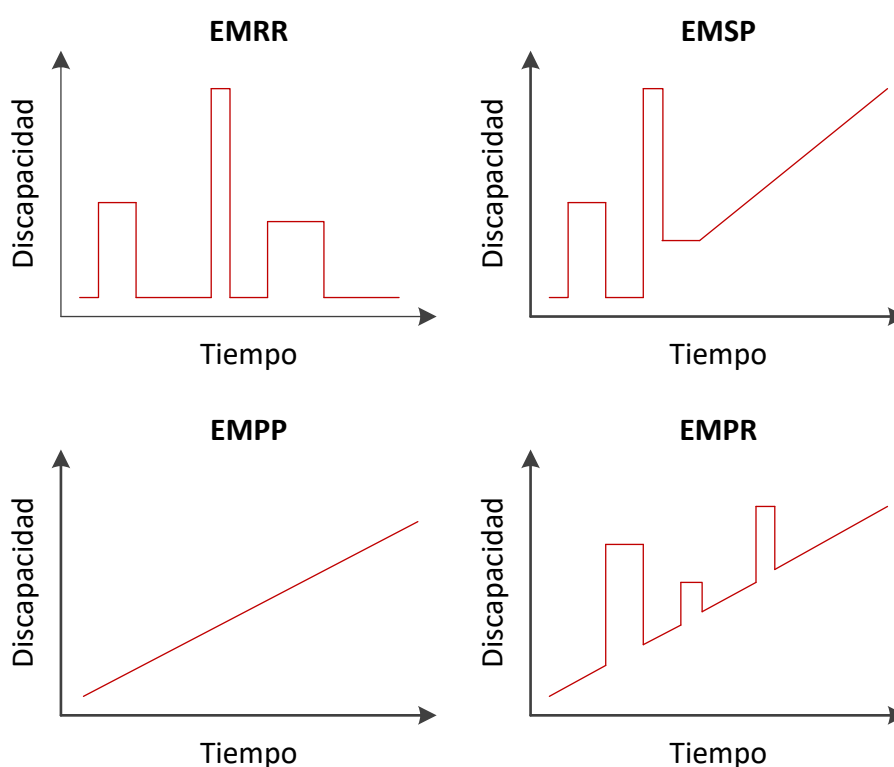 EMRR
Discapacidad
Tiempo
EMSP
Discapacidad
Tiempo
EMPP
Discapacidad
Tiempo
EMPR
Discapacidad
Tiempo